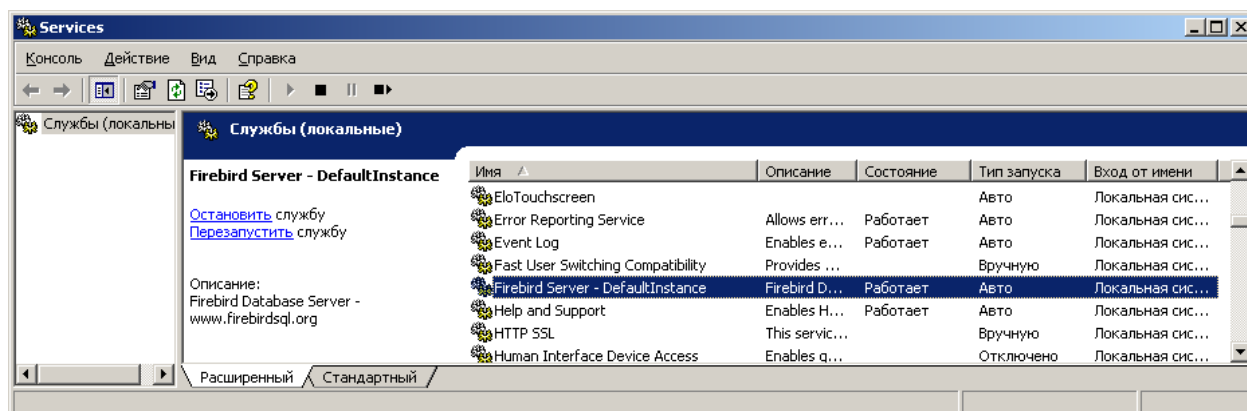 Services
Консоль Действие Вид Справка
Службы (локальны
Службы (локальные)
Firebird Server - DefaultInstance
Остановить службу
Перезапустить службу
Описание:
Firebird Database Server -
www.firebirdsql.org
Имя Описание Состояние Тип запуска Вход от имени
EloTouchscreen Авто Локальная сис...
Error Reporting Service Allows err... Работает Авто Локальная сис...
Event Log Enables e... Работает Авто Локальная сис...
Fast User Switching Compatibility Provides ... Вручную Локальная сис...
Firebird Server - DefaultInstance Firebird D... Работает Авто Локальная сис...
Help and Support Enables H... Работает Авто Локальная сис...
HTTP SSL This servic... Вручную Локальная сис...
Human Interface Device Access Enables g... Отключено Локальная сис...
Расширенный Стандартный